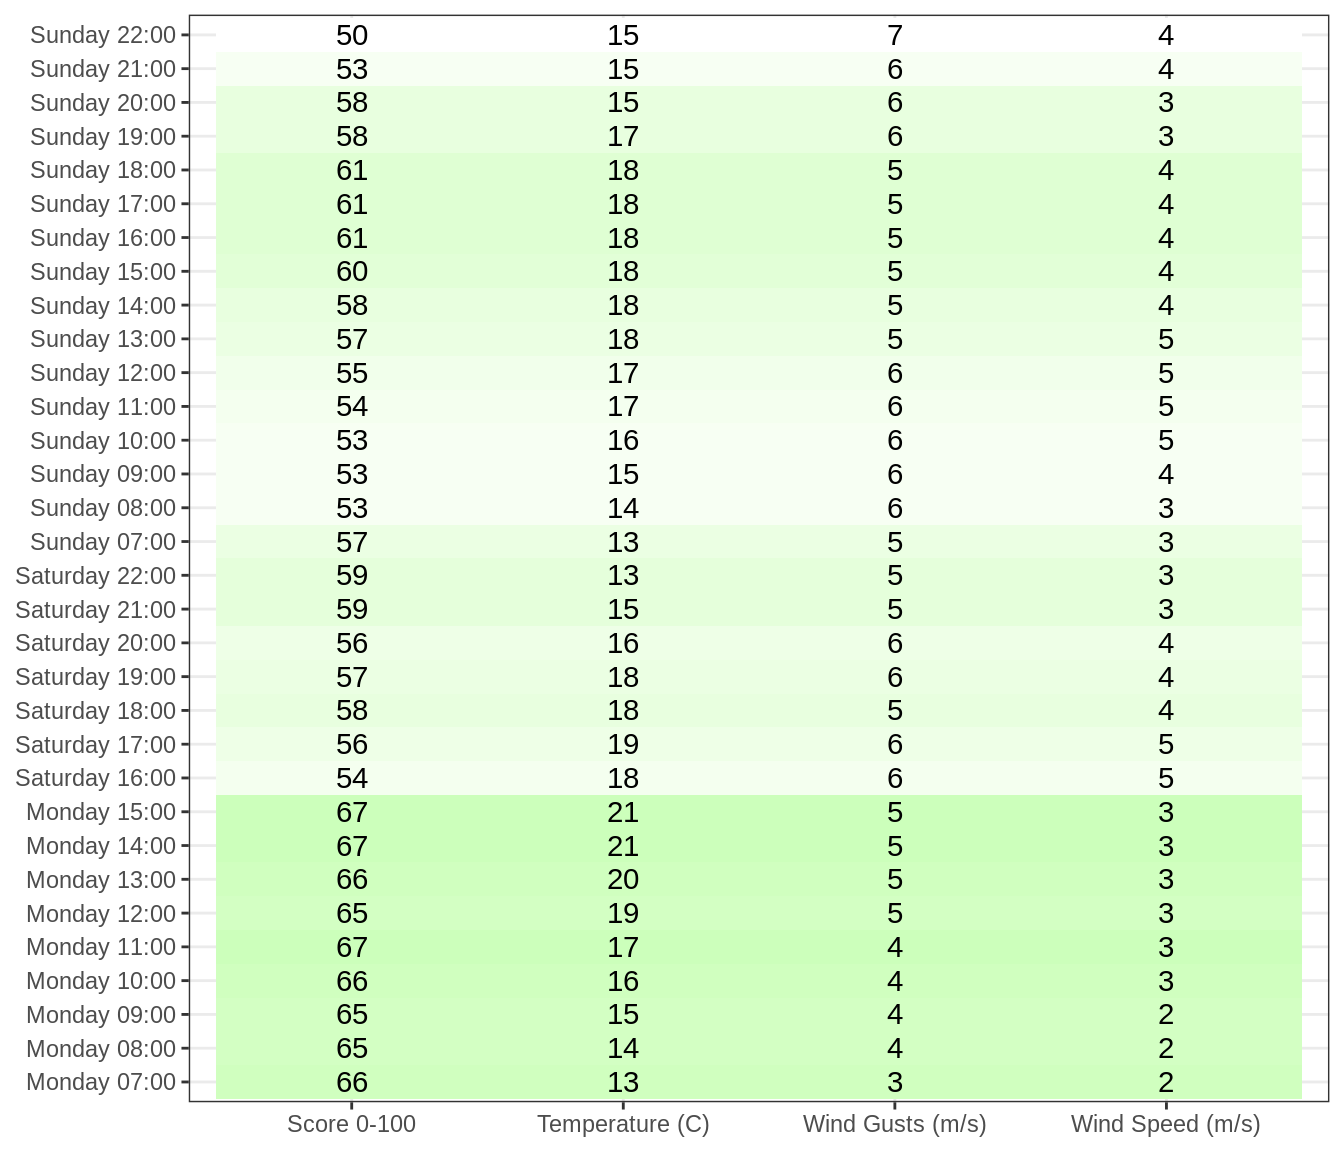 Sunday 22:00 50 15 7 4
Sunday 21:00 53 15 6 4
Sunday 20:00 58 15 6 3
Sunday 19:00 58 17 6 3
Sunday 18:00 61 18 5 4
Sunday 17:00 61 18 5 4
Sunday 16:00 61 18 5 4
Sunday 15:00 60 18 5 4
Sunday 14:00 58 18 5 4
Sunday 13:00 57 18 5 5
Sunday 12:00 55 17 6 5
Sunday 11:00 54 17 6 5
Sunday 10:00 53 16 6 5
Sunday 09:00 53 15 6 4
Sunday 08:00 53 14 6 3
Sunday 07:00 57 13 5 3
Saturday 22:00 59 13 5 3
Saturday 21:00 59 15 5 3
Saturday 20:00 56 16 6 4
Saturday 19:00 57 18 6 4
Saturday 18:00 58 18 5 4
Saturday 17:00 56 19 6 5
Saturday 16:00 54 18 6 5
Monday 15:00 67 21 5 3
Monday 14:00 67 21 5 3
Monday 13:00 66 20 5 3
Monday 12:00 65 19 5 3
Monday 11:00 67 17 4 3
Monday 10:00 66 16 4 3
Monday 09:00 65 15 4 2
Monday 08:00 65 14 4 2
Monday 07:00 66 13 3 2
Score 0-100 Temperature (C) Wind Gusts (m/s) Wind Speed (m/s)